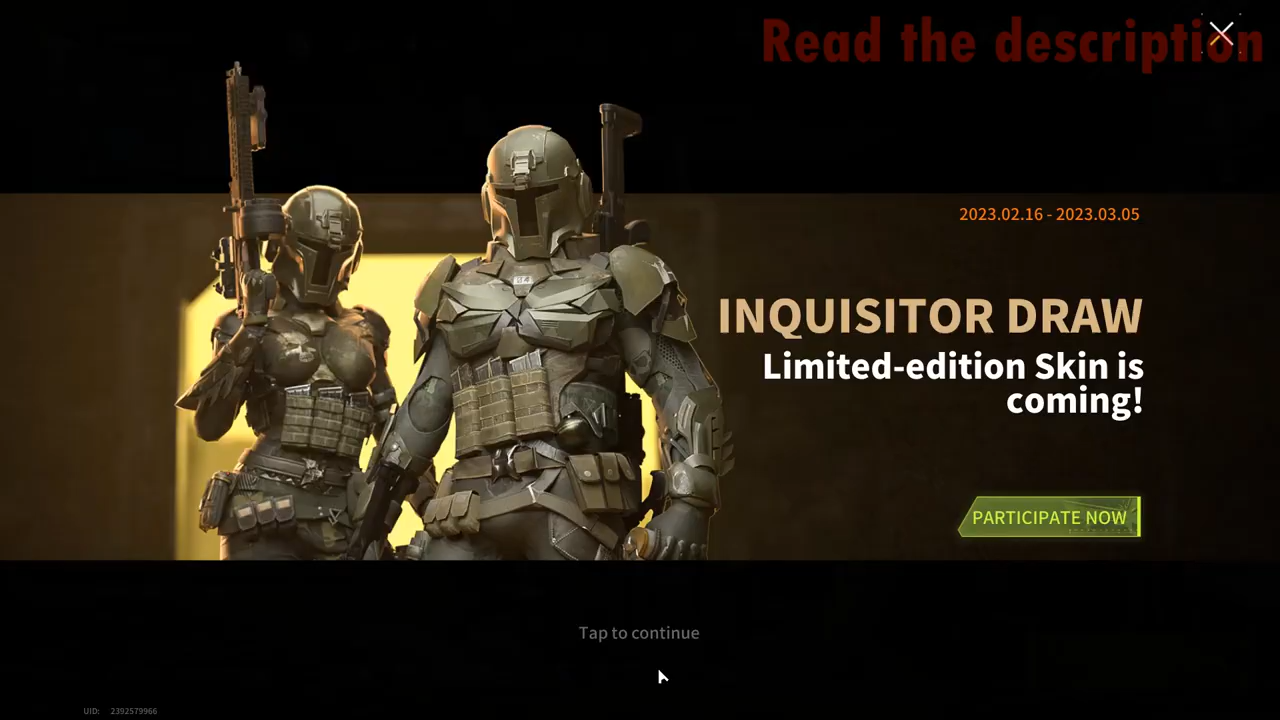 Read the description
2023.02.16 - 2023.03.05
INQUISITOR DRAW
Limited-edition Skin is
coming!
PARTICIPATE NOW
Tap to continue
UID: 2392579966